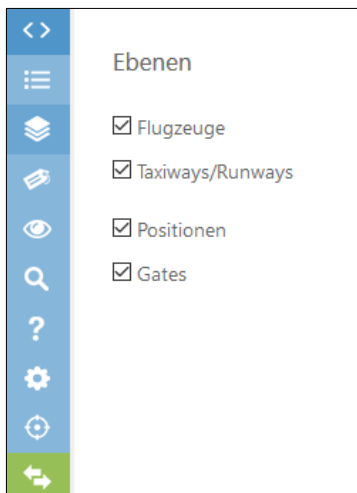 Ebenen
Flugzeuge
Taxiways/Runways
Positionen
Gates